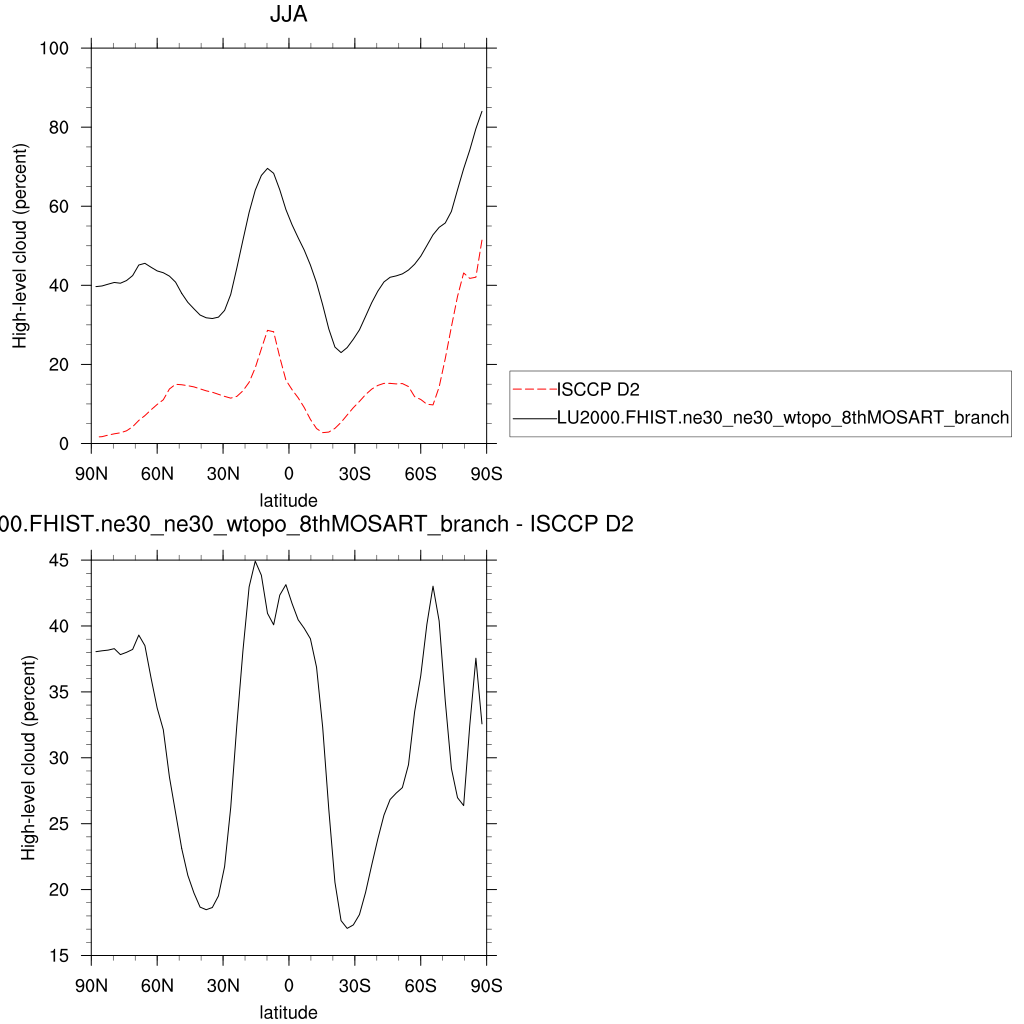 JJA
High-level cloud (percent)
100
80
60
40
20
0
90N 60N 30N 0 30S 60S 90S
latitude
ISCCP D2
LU2000.FHIST.ne30_ne30_wtopo_8thMOSART_branch
00.FHIST.ne30_ne30_wtopo_8thMOSART_branch - ISCCP D2
High-level cloud (percent)
45
40
35
30
25
20
15
90N 60N 30N 0 30S 60S 90S
latitude